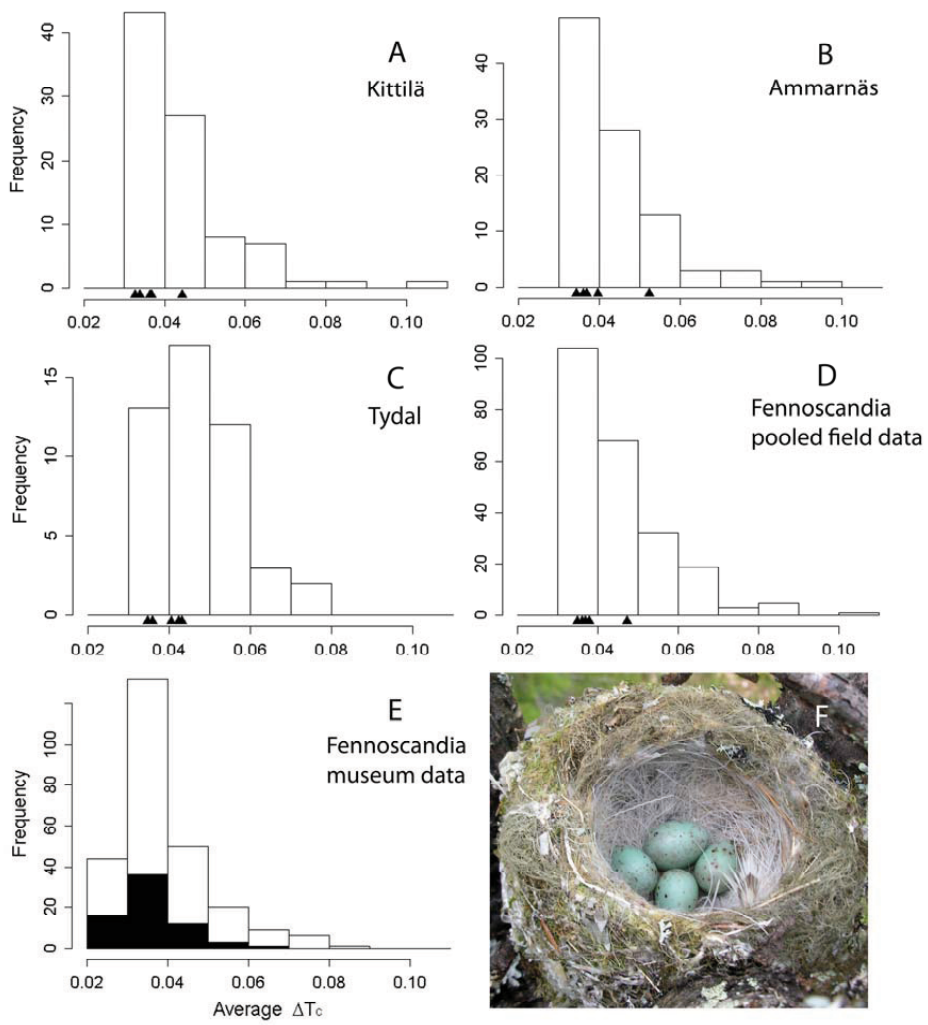 A
Kittilä
Frequency
40
30
20
10
0
0.02 0.04 0.06 0.08 0.10
B
Ammarnäs
40
30
20
10
0
0.02 0.04 0.06 0.08 0.10
C
Tydal
Frequency
15
10
5
0
0.02 0.04 0.06 0.08 0.10
D
Fennoscandia
pooled field data
100
80
60
40
20
0
0.02 0.04 0.06 0.08 0.10
E
Fennoscandia
museum data
Frequency
100
80
60
40
20
0
0.02 0.04 0.06 0.08 0.10
Average ΔTc
F